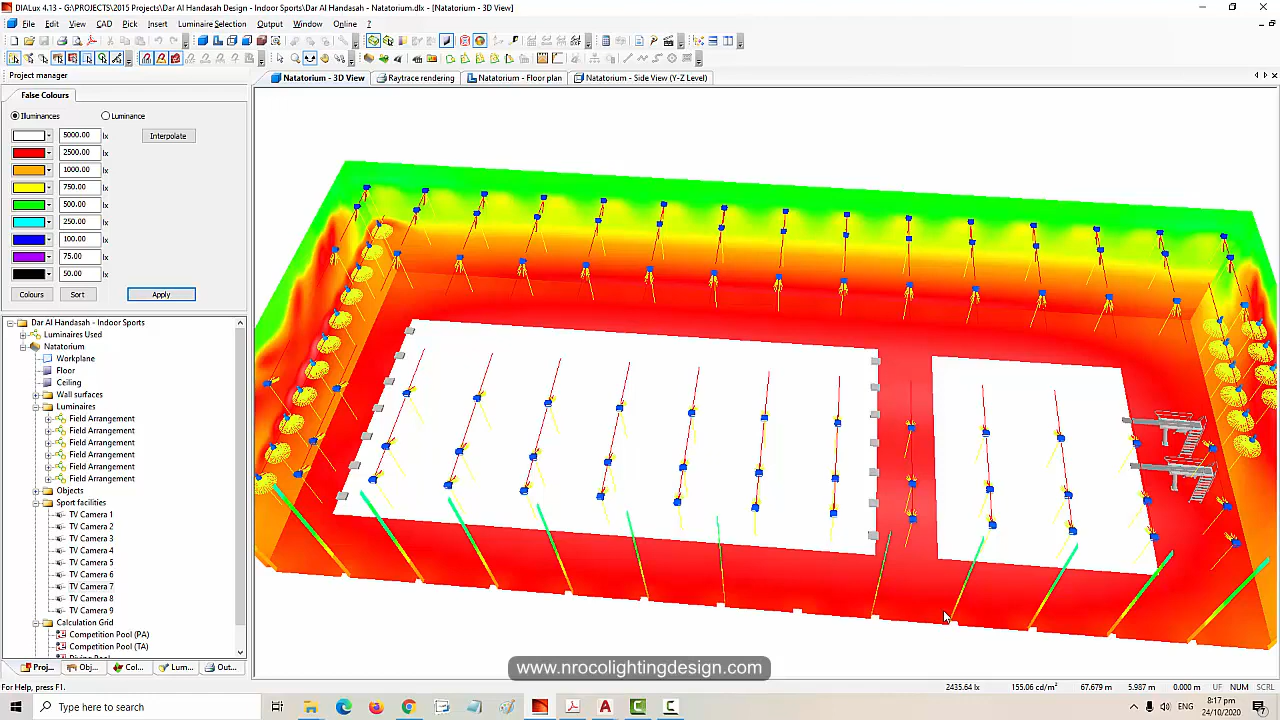 DIALux 4.13 - G:\PROJECTS\2015 Projects\Dar Al Handasah Design - Indoor Sports\Dar Al Handasah - Natatorium.dlx - [Natatorium - 3D View]
File Edit View CAD Pick Insert Luminaire Selection Output Window Online ?
Project manager
Natatorium - 3D View Raytrace rendering Natatorium - Floor plan Natatorium - Side View (Y-Z Level)
False Colours
Illuminances Luminance
5000.00 lx Interpolate
2500.00 lx
1000.00 lx
750.00 lx
500.00 lx
250.00 lx
100.00 lx
75.00 lx
50.00 lx
Colours Sort Apply
Dar Al Handasah - Indoor Sports
Luminaires Used
Natatorium
Workplane
Floor
Ceiling
Wall surfaces
Luminaires
Field Arrangement
Field Arrangement
Field Arrangement
Field Arrangement
Field Arrangement
Field Arrangement
Objects
Sport facilities
TV Camera 1
TV Camera 2
TV Camera 3
TV Camera 4
TV Camera 5
TV Camera 6
TV Camera 7
TV Camera 8
TV Camera 9
Calculation Grid
Competition Pool (PA)
Competition Pool (TA)
Proj... Obj... Col... Lum... Out...
www.nrocolightingdesign.com
For Help, press F1. 2435.64 lx 155.06 cd/m² 67.679 m 5.987 m 0.000 m UF NUM SCRL
Type here to search ENG 8:17 pm
24/10/2020